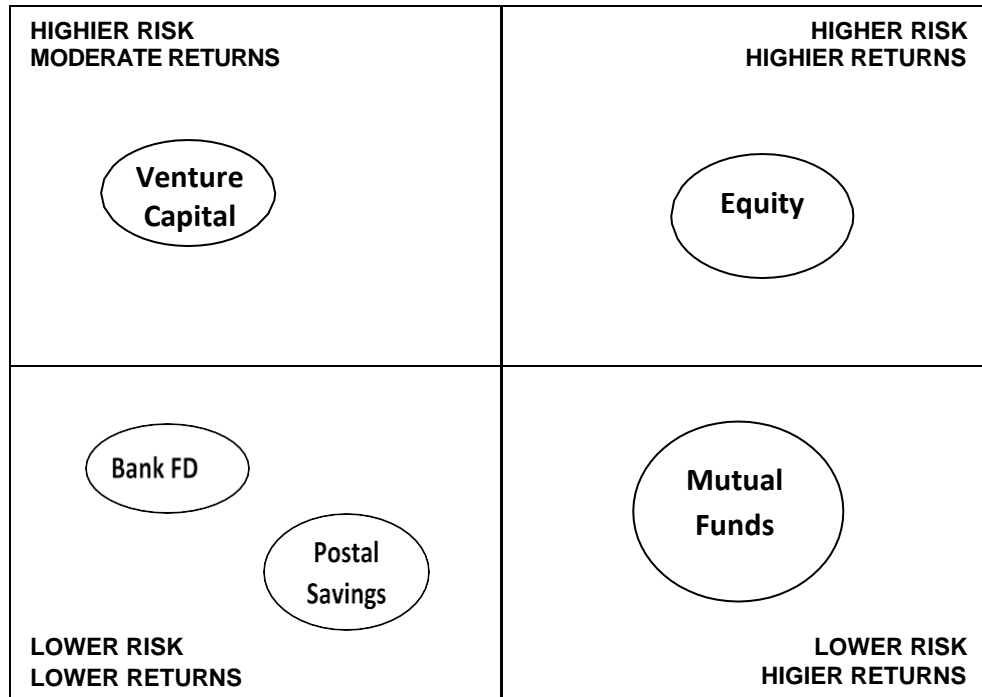 HIGHIER RISK
MODERATE RETURNS
HIGHER RISK
HIGHIER RETURNS
Venture
Capital
Equity
Bank FD
Postal
Savings
Mutual
Funds
LOWER RISK
LOWER RETURNS
LOWER RISK
HIGIER RETURNS